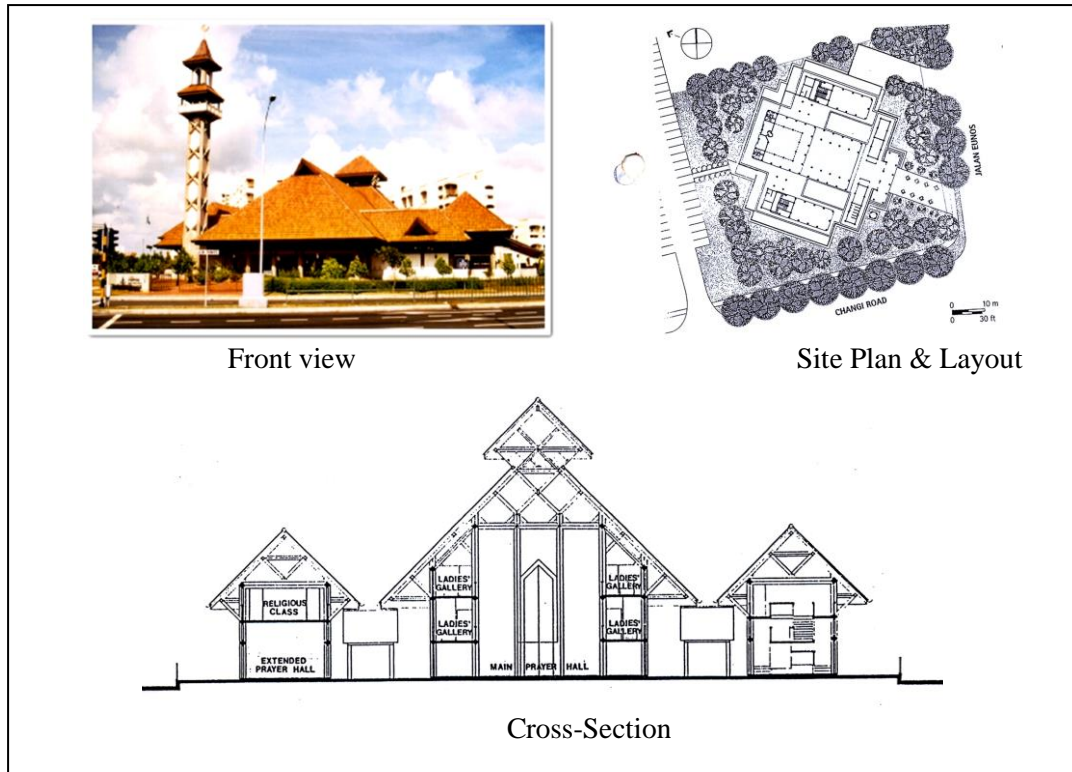 JALAN EUNOS
CHANGI ROAD
0 10 m
0 30 ft
Front view
Site Plan & Layout
LADIES' GALLERY
LADIES' GALLERY
LADIES' GALLERY
LADIES' GALLERY
RELIGIOUS CLASS
EXTENDED PRAYER HALL
MAIN PRAYER HALL
Cross-Section